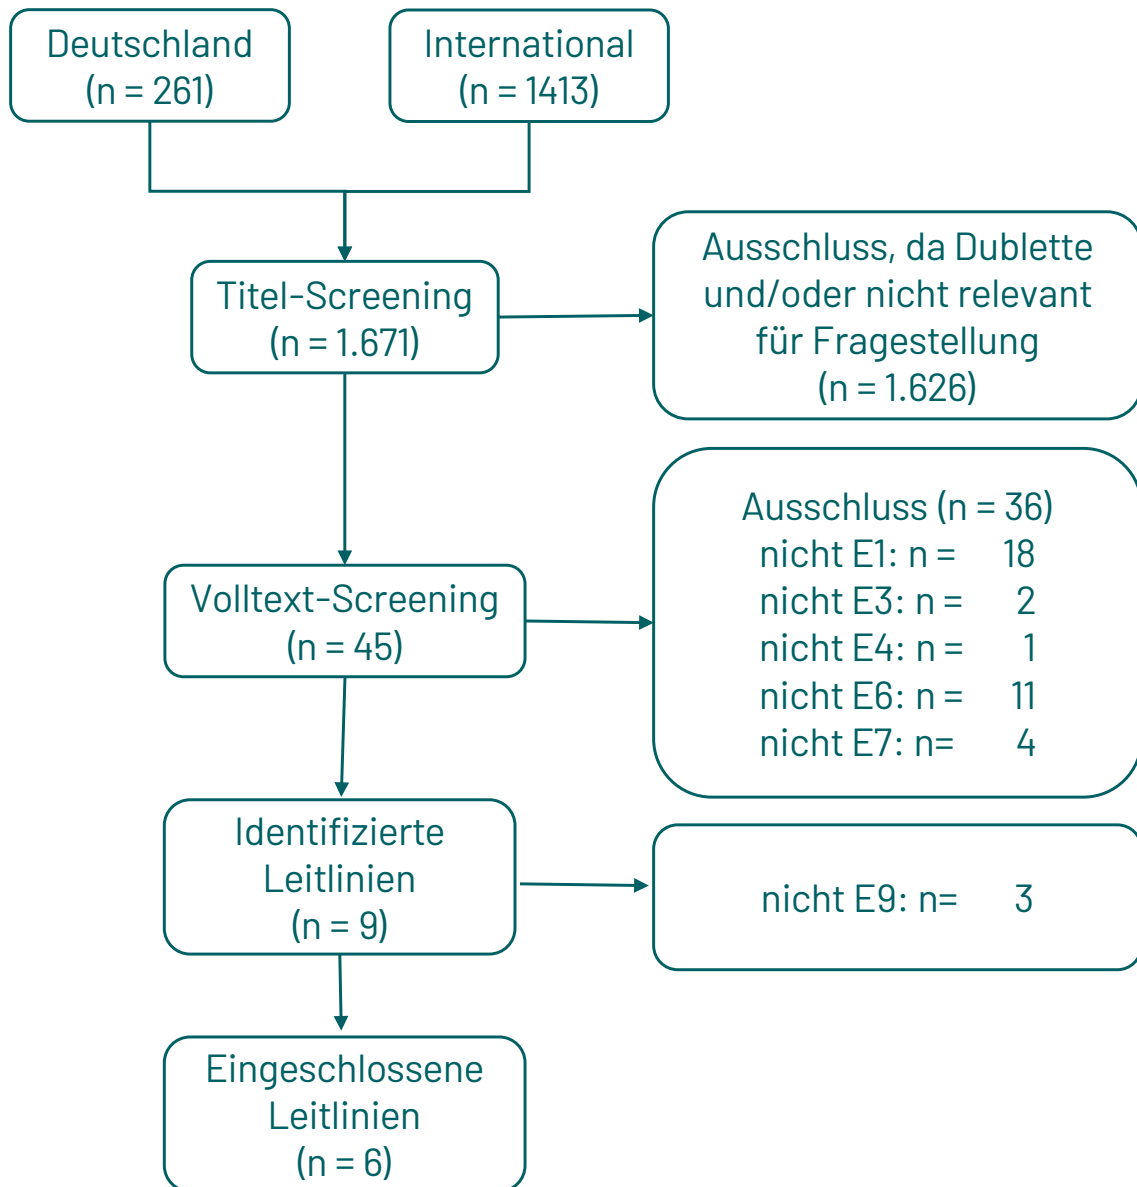 Deutschland
(n = 261)
International
(n = 1413)
Titel-Screening
(n = 1.671)
Ausschluss, da Dublette
und/oder nicht relevant
für Fragestellung
(n = 1.626)
Volltext-Screening
(n = 45)
Ausschluss (n = 36)
nicht E1: n = 18
nicht E3: n = 2
nicht E4: n = 1
nicht E6: n = 11
nicht E7: n= 4
Identifizierte
Leitlinien
(n = 9)
nicht E9: n= 3
Eingeschlossene
Leitlinien
(n = 6)